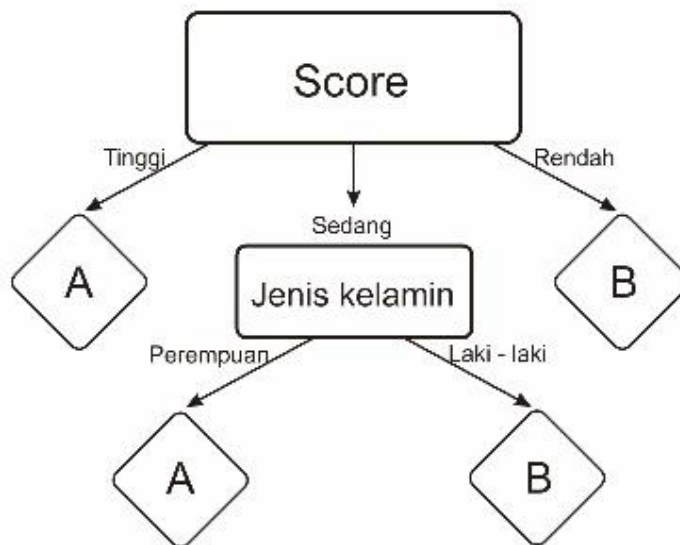 Score
Tinggi
Rendah
Sedang
A
B
Jenis kelamin
Perempuan
Laki - laki
A
B